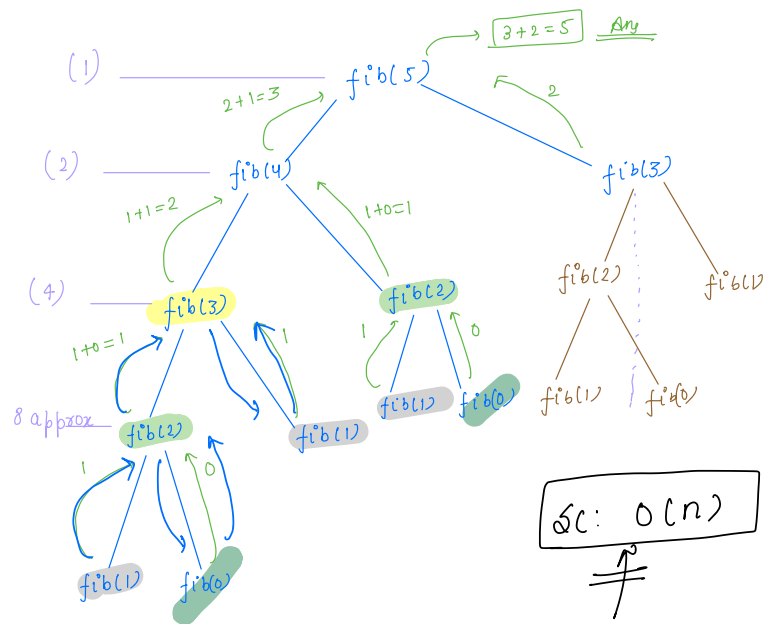 3+2=5 Ans
(1) fib(5)
2+1=3
2
(2) fib(4) fib(3)
1+1=2
1+0=1
fib(2) fib(1)
(4) fib(3) fib(2)
1+0=1 1 1 0
fib(1) fib(0)
fib(1) fib(0)
8 approx fib(2) fib(1)
1 0
SC: O(n)
fib(1) fib(0)